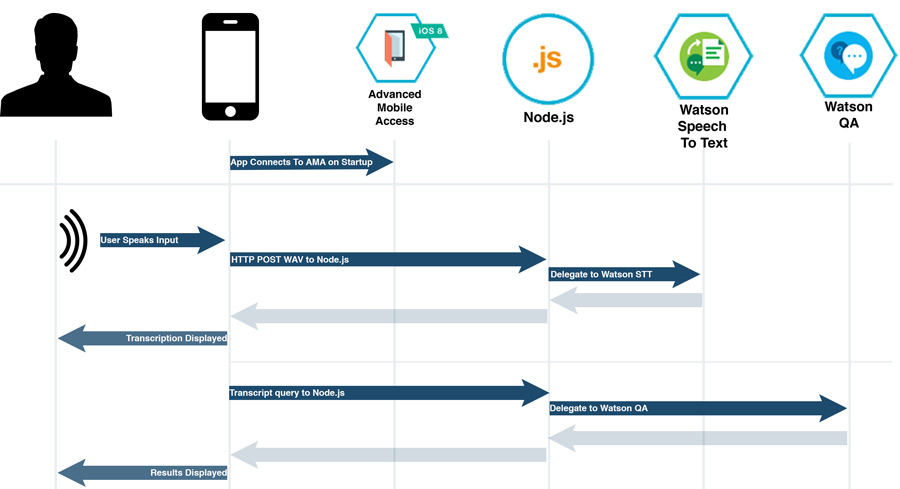 iOS 8
.js
Advanced
Mobile
Access
Node.js
Watson
Speech
To Text
Watson
QA
App Connects To AMA on Startup
User Speaks Input
HTTP POST WAV to Node.js
Delegate to Watson STT
Transcription Displayed
Transcript query to Node.js
Delegate to Watson QA
Results Displayed